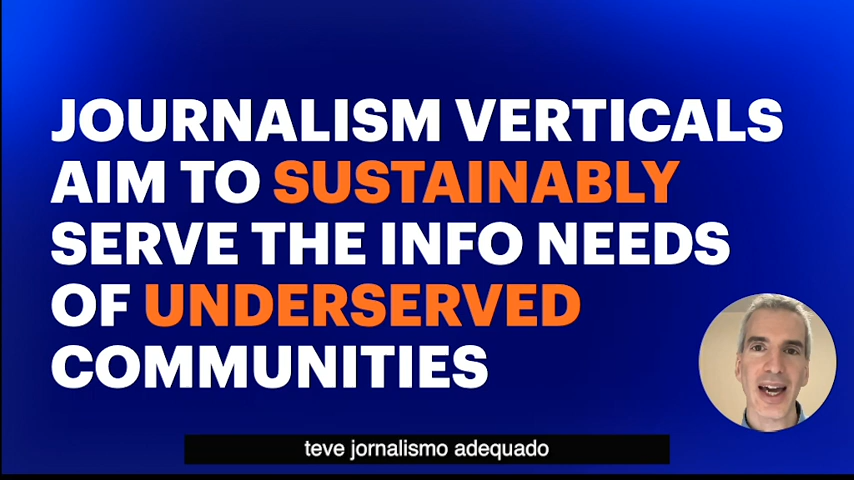 JOURNALISM VERTICALS
AIM TO SUSTAINABLY
SERVE THE INFO NEEDS
OF UNDERSERVED
COMMUNITIES
teve jornalismo adequado